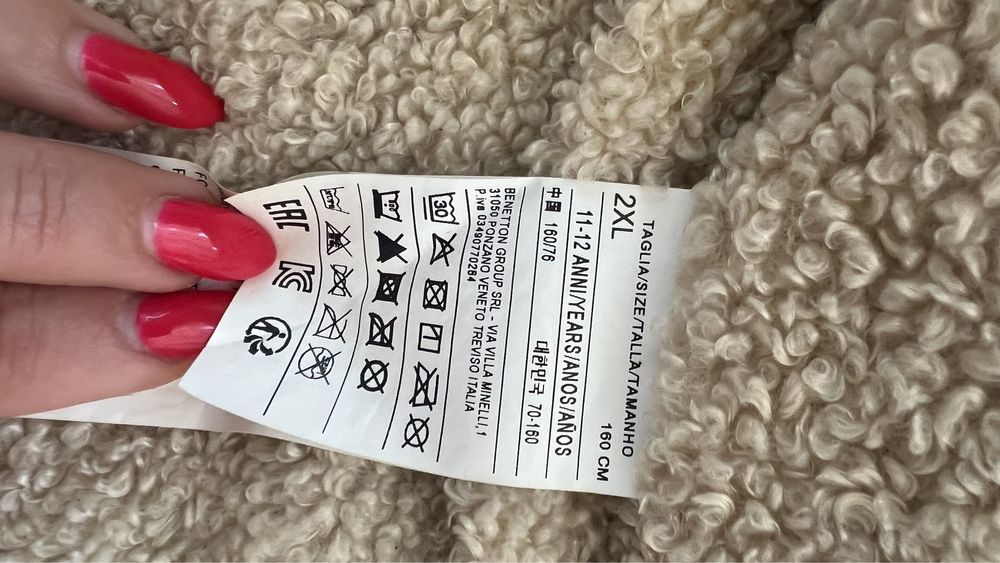 TAGLIA/SIZE/TALLA/TAMANHO
2XL 160 CM
11-12 ANNI/YEARS/ANOS/AÑOS
中国 160/76 대한민국 70-160
BENETTON GROUP SRL - VIA VILLA MINELLI,1
31050 PONZANO VENETO TREVISO ITALIA
P.iva 03490770264
30
EAC